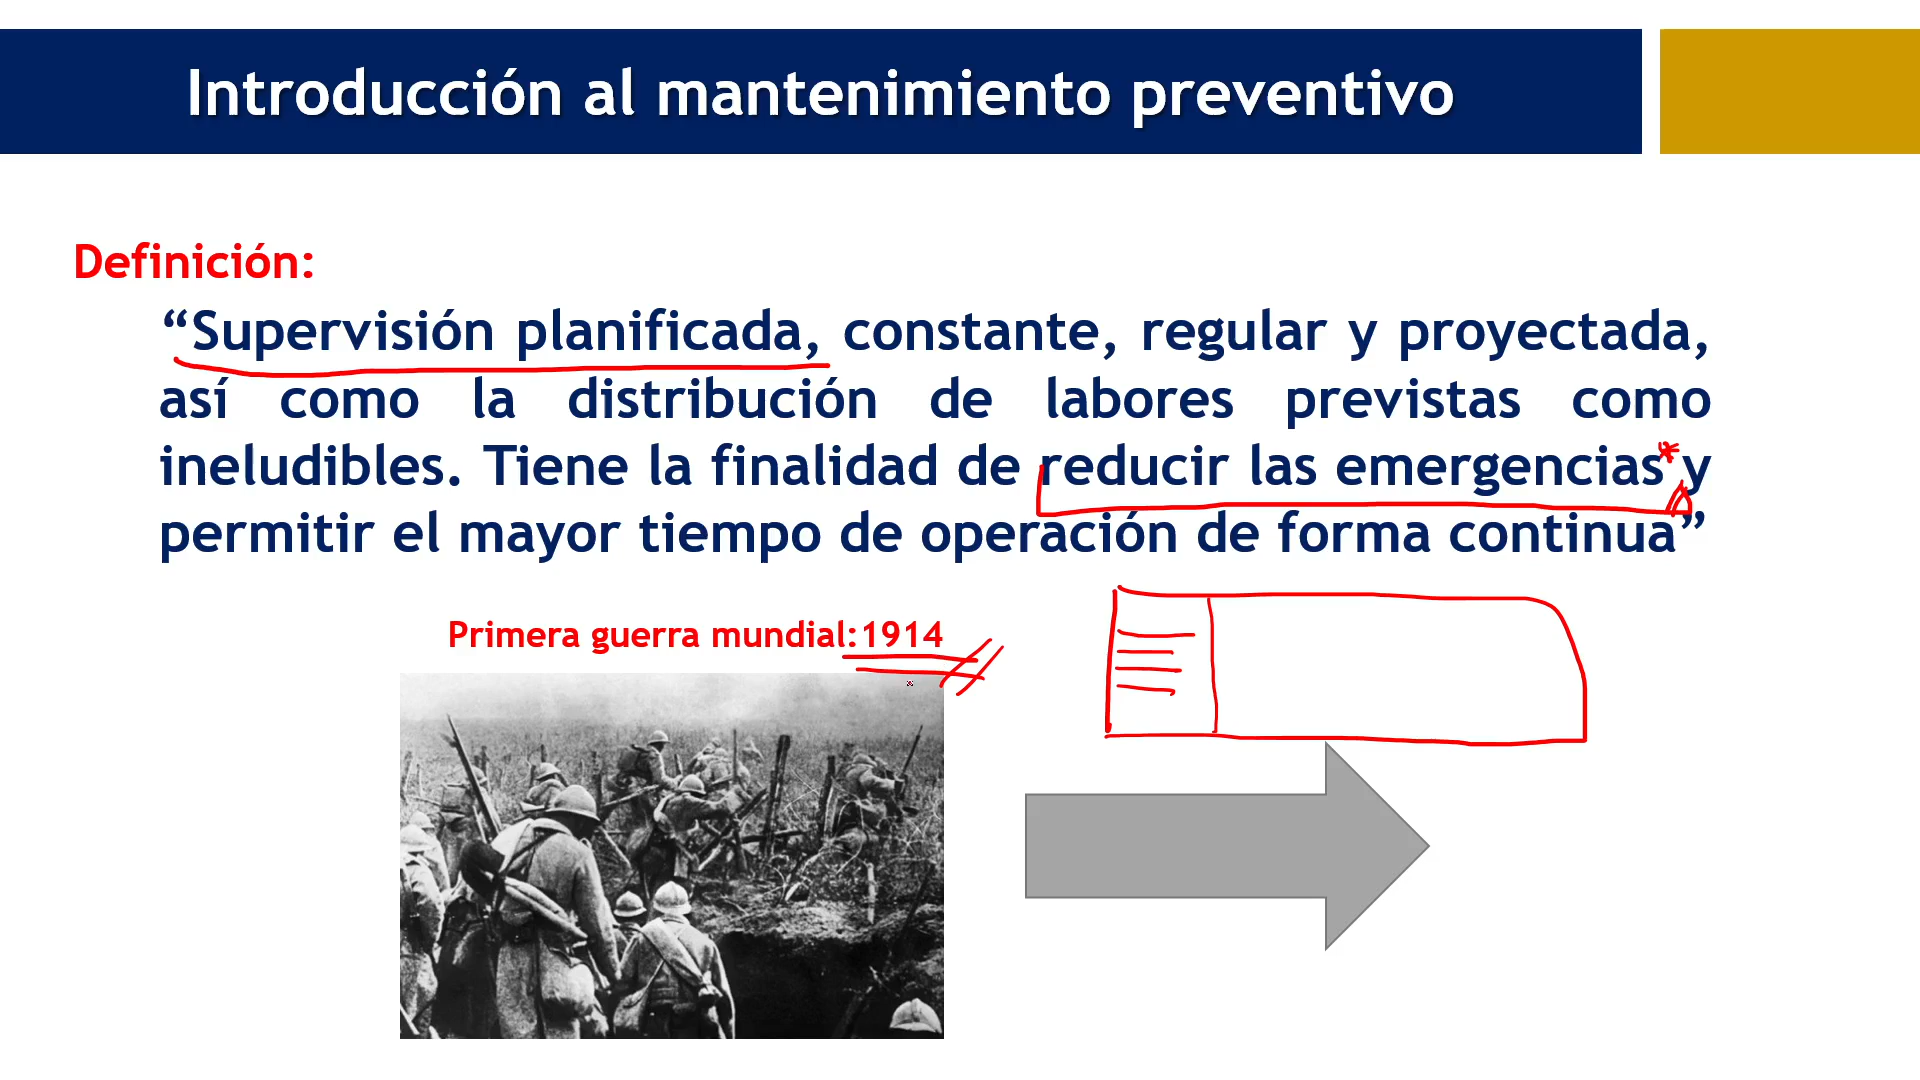 Introducción al mantenimiento preventivo
Definición:
“Supervisión planificada, constante, regular y proyectada,
así como la distribución de labores previstas como
ineludibles. Tiene la finalidad de reducir las emergencias* y
permitir el mayor tiempo de operación de forma continua”
Primera guerra mundial:1914